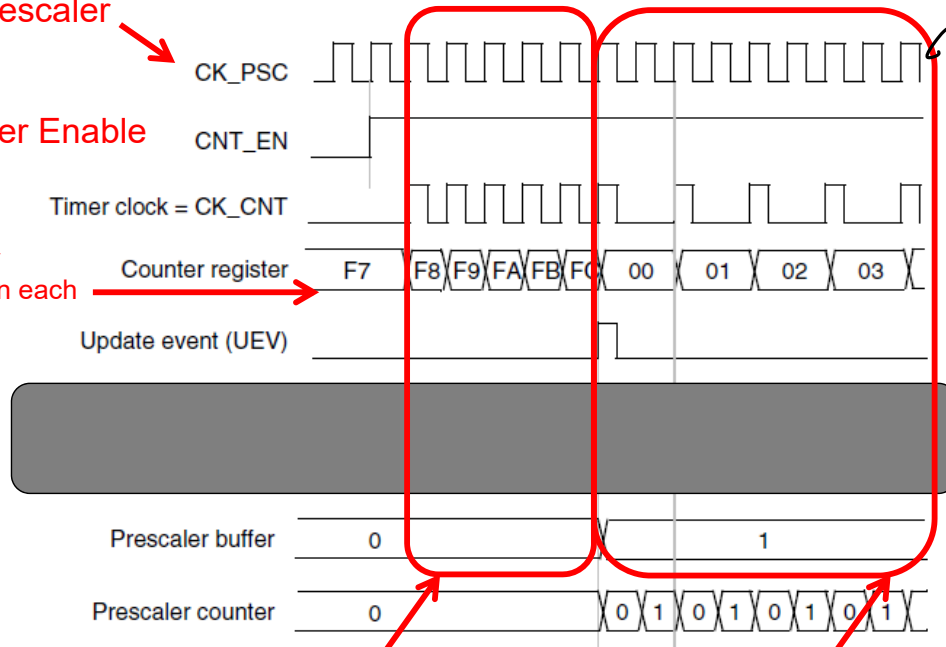 escaler
CK_PSC
er Enable
CNT_EN
Timer clock = CK_CNT
Counter register F7 F8 F9 FA FB FC 00 01 02 03
n each
Update event (UEV)
Prescaler buffer 0 1
Prescaler counter 0 0 1 0 1 0 1 0 1